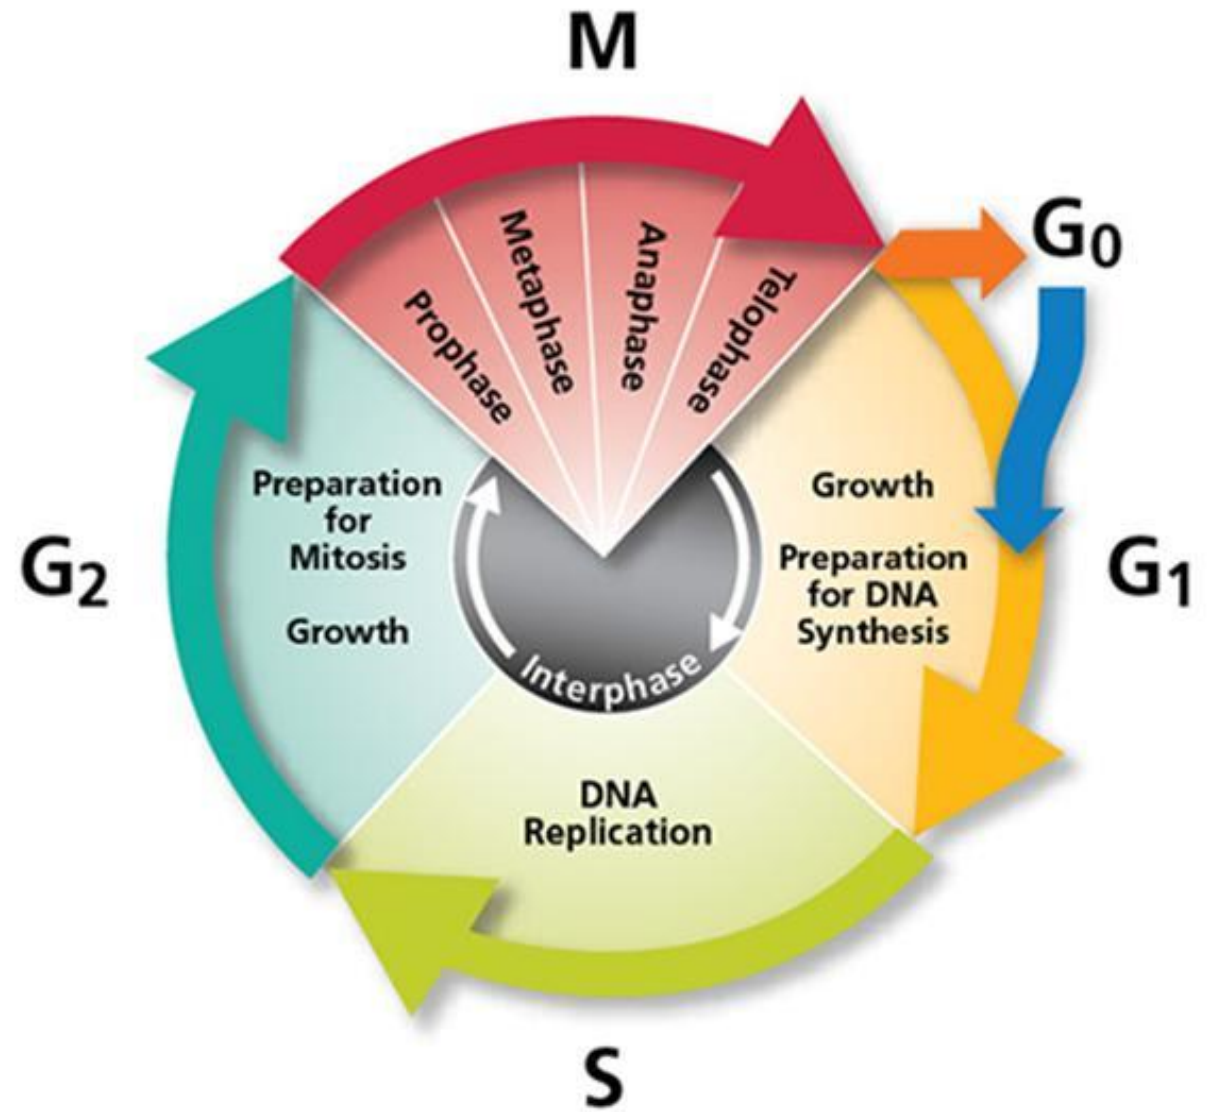 M
G0
Prophase
Metaphase
Anaphase
Telophase
Preparation
for
Mitosis
Growth
G2
Growth
Preparation
for DNA
Synthesis
G1
Interphase
DNA
Replication
S